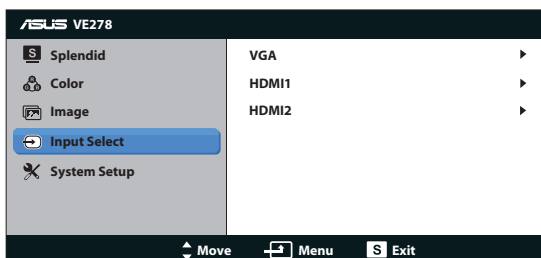 ASUS VE278
S Splendid
Color
Image
Input Select
System Setup
VGA
HDMI1
HDMI2
Move Menu S Exit